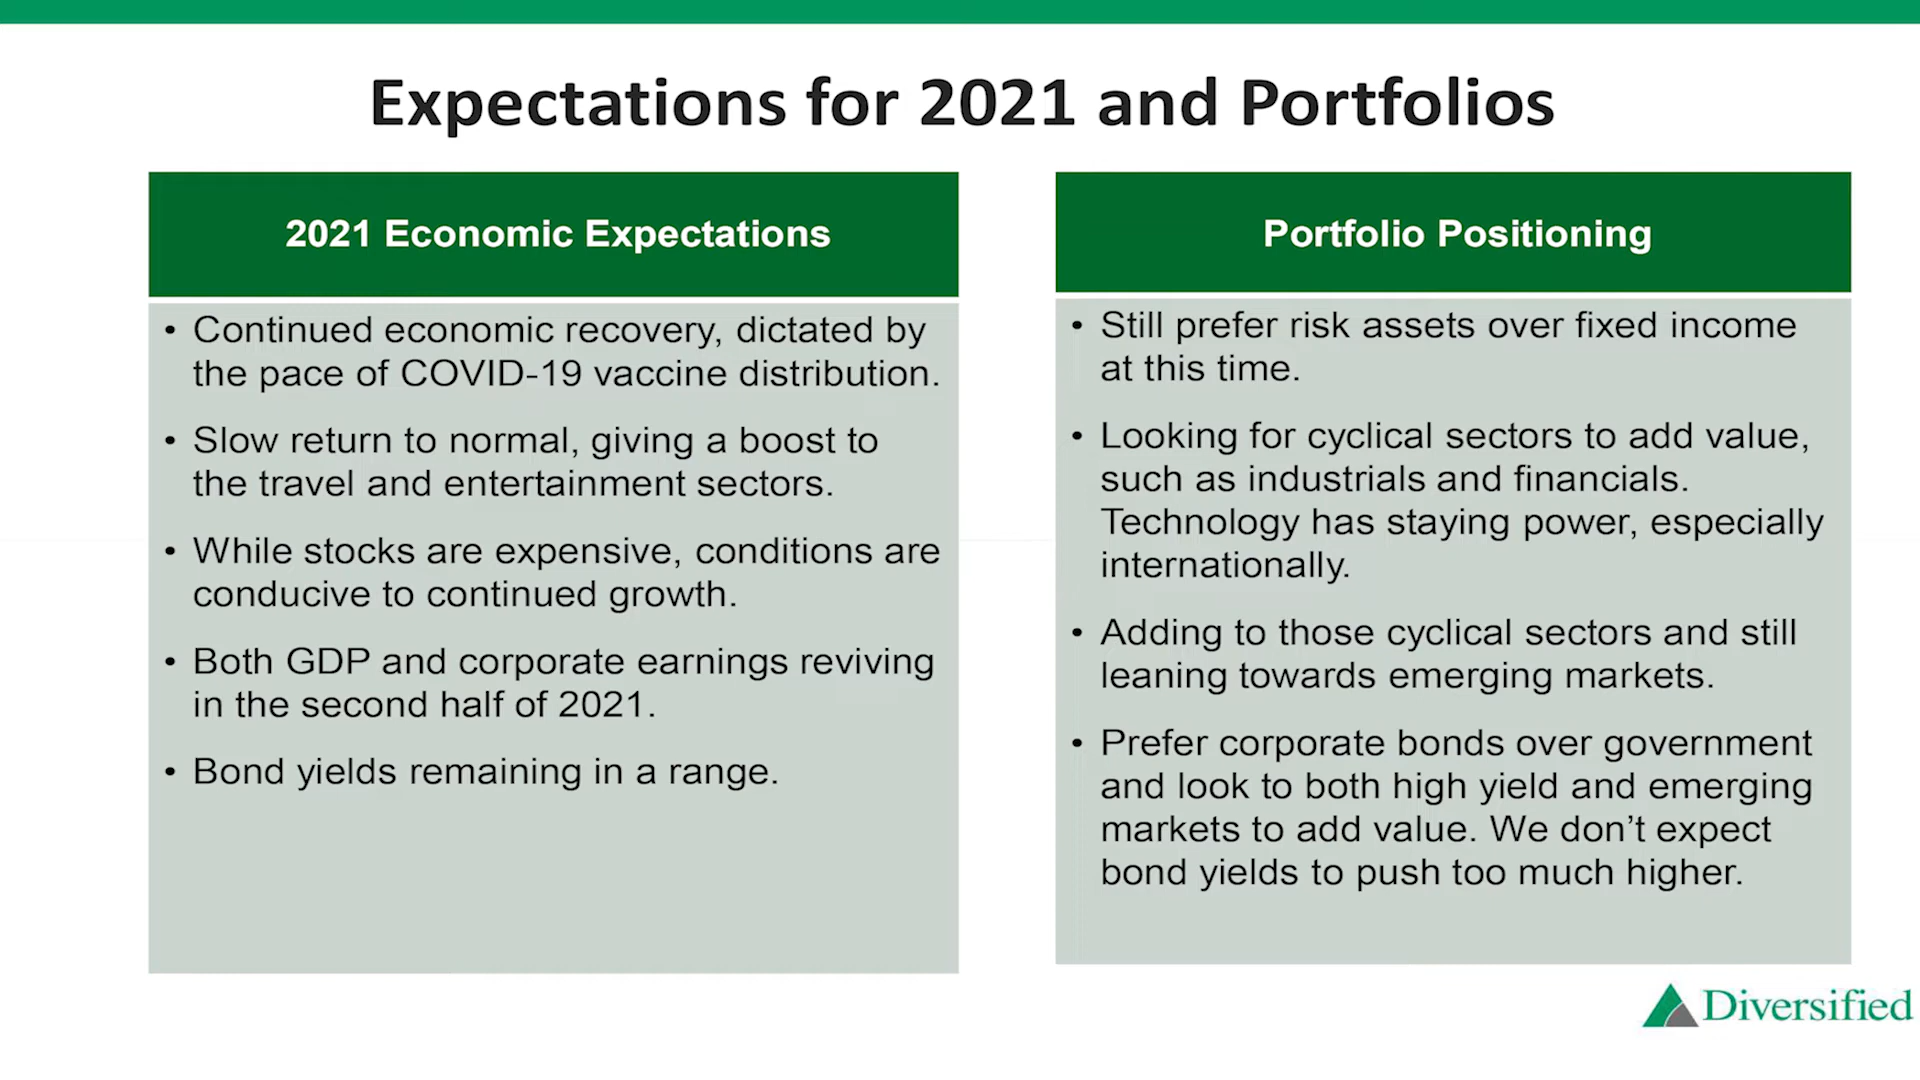 Expectations for 2021 and Portfolios
2021 Economic Expectations
• Continued economic recovery, dictated by
the pace of COVID-19 vaccine distribution.
• Slow return to normal, giving a boost to
the travel and entertainment sectors.
• While stocks are expensive, conditions are
conducive to continued growth.
• Both GDP and corporate earnings reviving
in the second half of 2021.
• Bond yields remaining in a range.
Portfolio Positioning
• Still prefer risk assets over fixed income
at this time.
• Looking for cyclical sectors to add value,
such as industrials and financials.
Technology has staying power, especially
internationally.
• Adding to those cyclical sectors and still
leaning towards emerging markets.
• Prefer corporate bonds over government
and look to both high yield and emerging
markets to add value. We don’t expect
bond yields to push too much higher.
Diversified